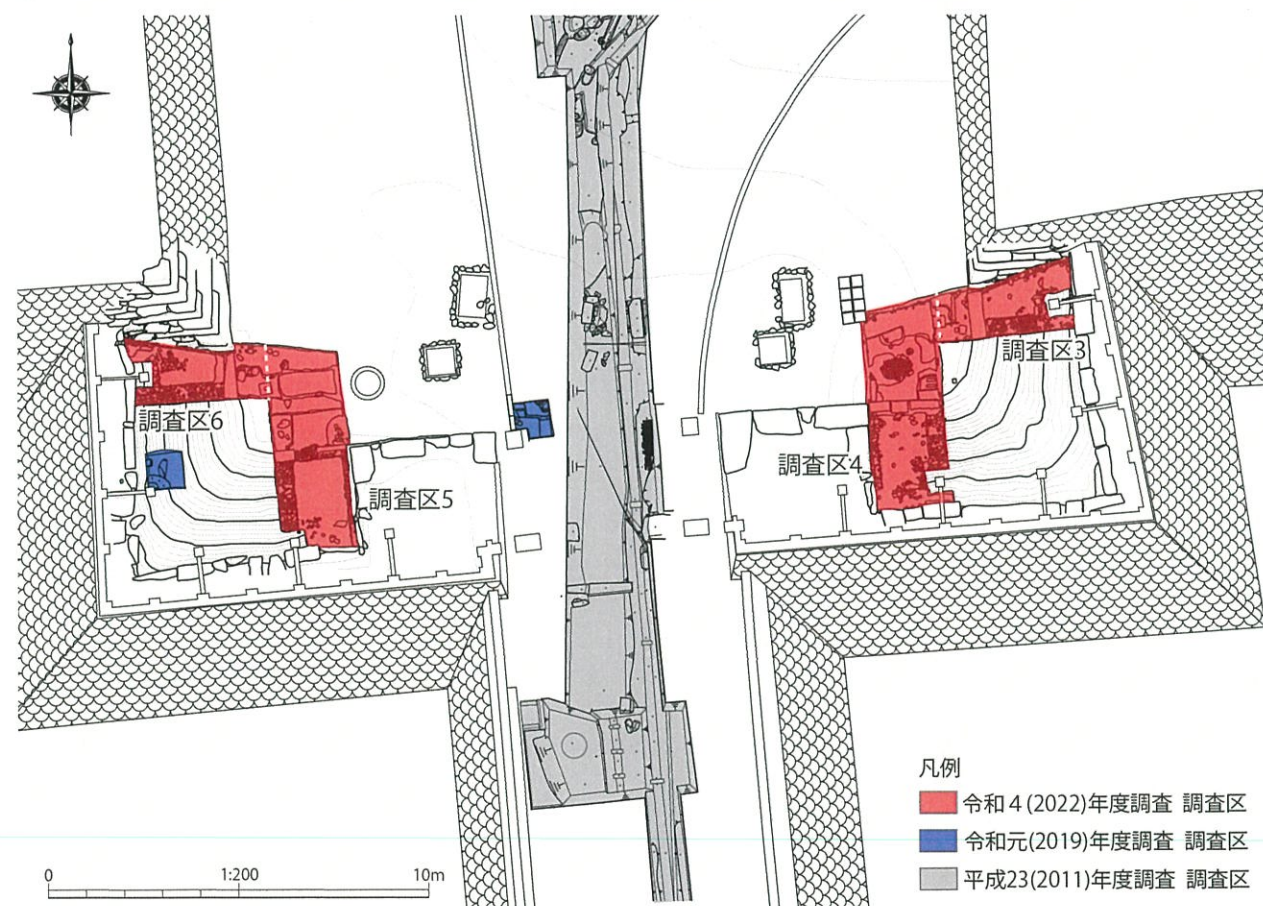 調査区3
調査区6
調査区4
調査区5
凡例
令和4(2022)年度調査 調査区
令和元(2019)年度調査 調査区
平成23(2011)年度調査 調査区
0 1:200 10m